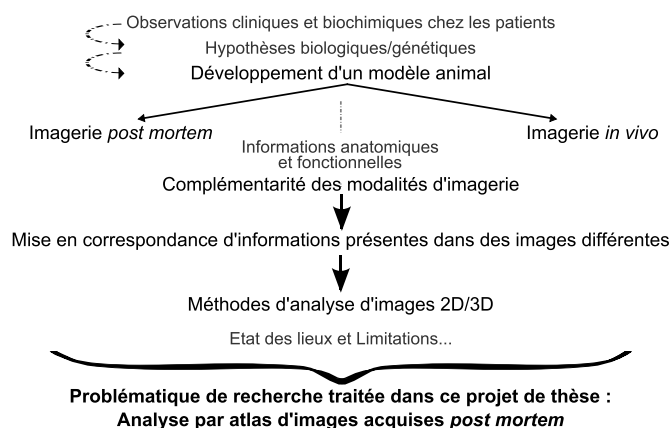 Observations cliniques et biochimiques chez les patients
Hypothèses biologiques/génétiques
Développement d'un modèle animal
Imagerie post mortem
Imagerie in vivo
Informations anatomiques
et fonctionnelles
Complémentarité des modalités d'imagerie
Mise en correspondance d'informations présentes dans des images différentes
Méthodes d'analyse d'images 2D/3D
Etat des lieux et Limitations...
Problématique de recherche traitée dans ce projet de thèse :
Analyse par atlas d'images acquises post mortem